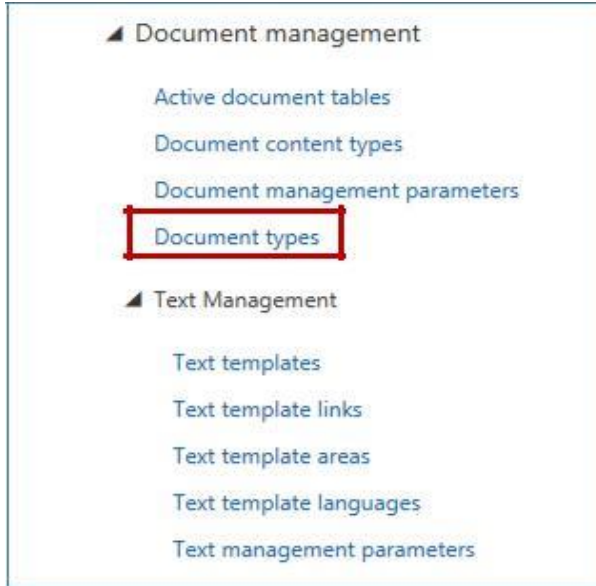 Document management
Active document tables
Document content types
Document management parameters
Document types
Text Management
Text templates
Text template links
Text template areas
Text template languages
Text management parameters